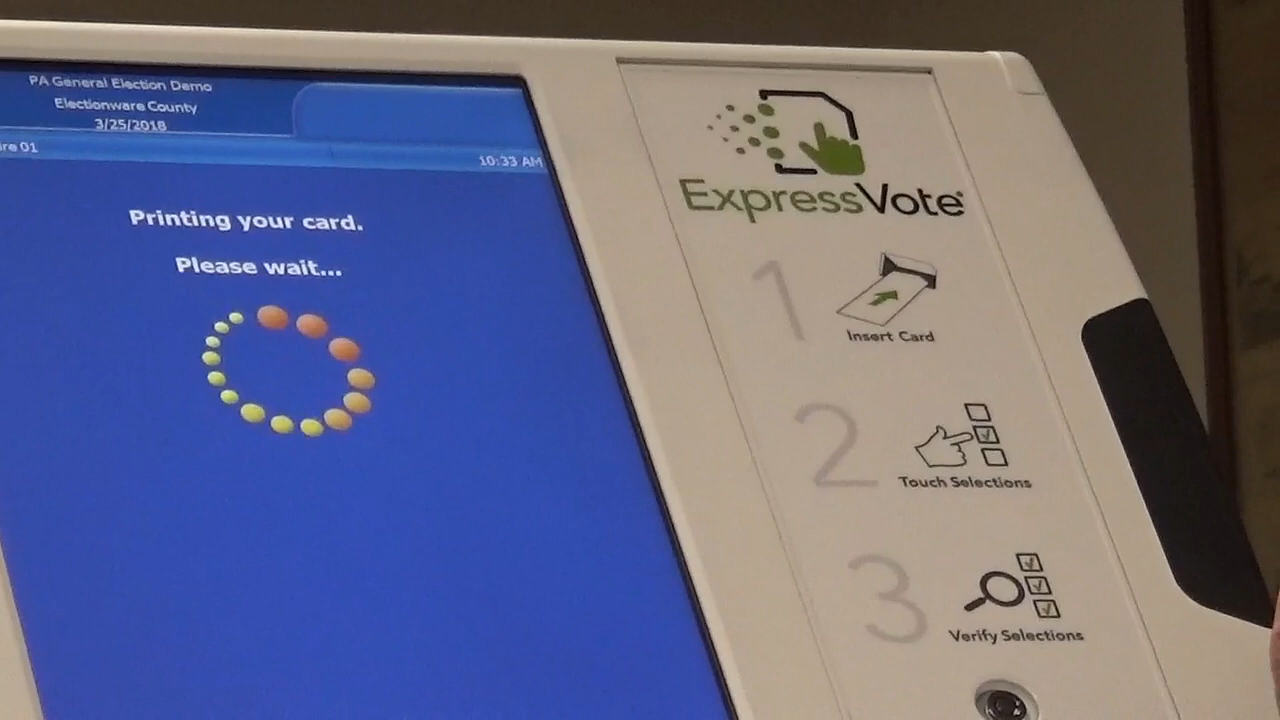 PA General Election Demo
Electionware County
3/25/2018
10:33 AM
Printing your card.
Please wait...
ExpressVote
1
Insert Card
2
Touch Selections
3
Verify Selections